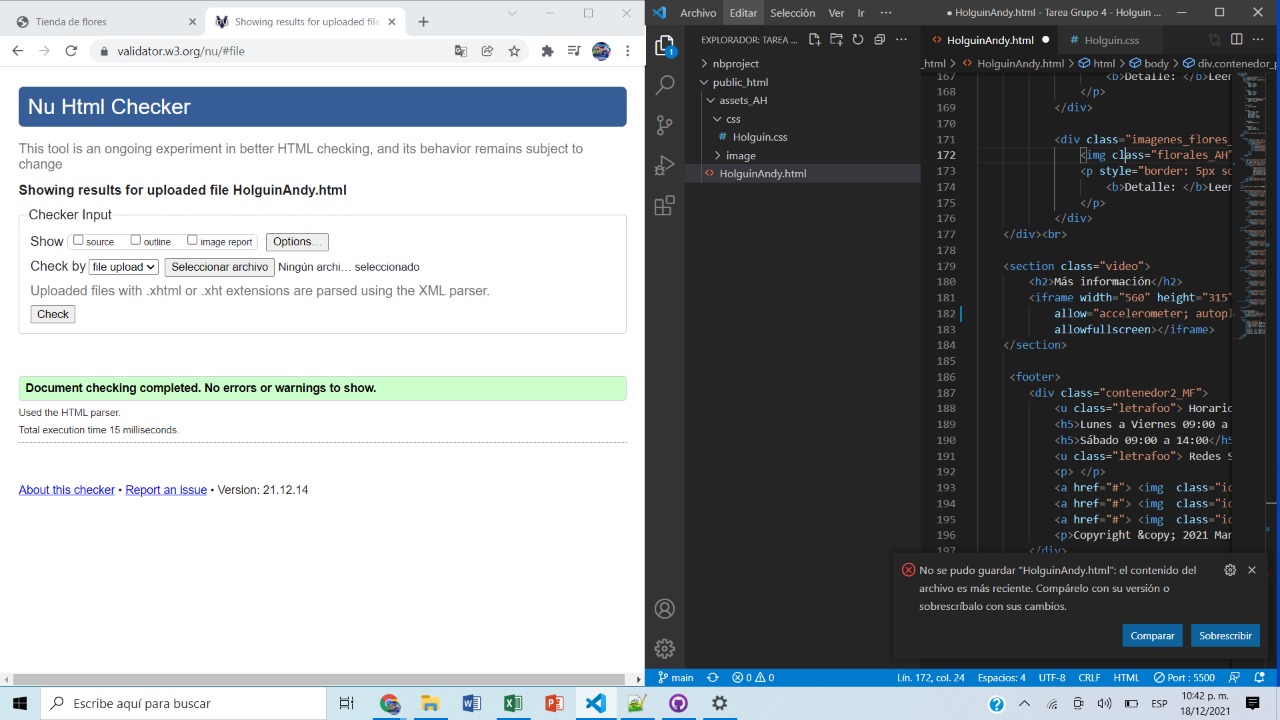 Tienda de flores
Showing results for uploaded file
validator.w3.org/nu/#file
Nu Html Checker
This tool is an ongoing experiment in better HTML checking, and its behavior remains subject to
change
Showing results for uploaded file HolguinAndy.html
Checker Input
Show source outline image report Options...
Check by file upload Seleccionar archivo Ningún archi... seleccionado
Uploaded files with .xhtml or .xht extensions are parsed using the XML parser.
Check
Document checking completed. No errors or warnings to show.
Used the HTML parser.
Total execution time 15 milliseconds.
About this checker • Report an issue • Version: 21.12.14
Archivo Editar Selección Ver Ir ··· ● HolguinAndy.html - Tarea Grupo 4 - Holguin ...
EXPLORADOR: TAREA ...
1
nbproject
public_html
assets_AH
css
# Holguin.css
image
<> HolguinAndy.html
<> HolguinAndy.html ● # Holguin.css
_html > <> HolguinAndy.html > html > body > div.contenedor_
167 <b>Detalle: </b>Leer
168 </p>
169 </div>
170
171 <div class="imagenes_flores_
172 <img class="florales_AH"
173 <p style="border: 5px so
174 <b>Detalle: </b>Leer
175 </p>
176 </div>
177 </div><br>
178
179 <section class="video">
180 <h2>Más información</h2>
181 <iframe width="560" height="315"
182 allow="accelerometer; autopl
183 allowfullscreen></iframe>
184 </section>
185
186 <footer>
187 <div class="contenedor2_MF">
188 <u class="letrafoo"> Horario
189 <h5>Lunes a Viernes 09:00 a
190 <h5>Sábado 09:00 a 14:00</h5
191 <u class="letrafoo"> Redes S
192 <p> </p>
193 <a href="#"> <img class="ic
194 <a href="#"> <img class="ic
195 <a href="#"> <img class="ic
196 <p>Copyright &copy; 2021 Mar
197 </div>
No se pudo guardar "HolguinAndy.html": el contenido del
archivo es más reciente. Compárelo con su versión o
sobrescríbalo con sus cambios.
Comparar Sobrescribir
main 0 0 Lín. 172, col. 24 Espacios: 4 UTF-8 CRLF HTML Port : 5500
Escribe aquí para buscar
ESP
10:42 p. m.
18/12/2021